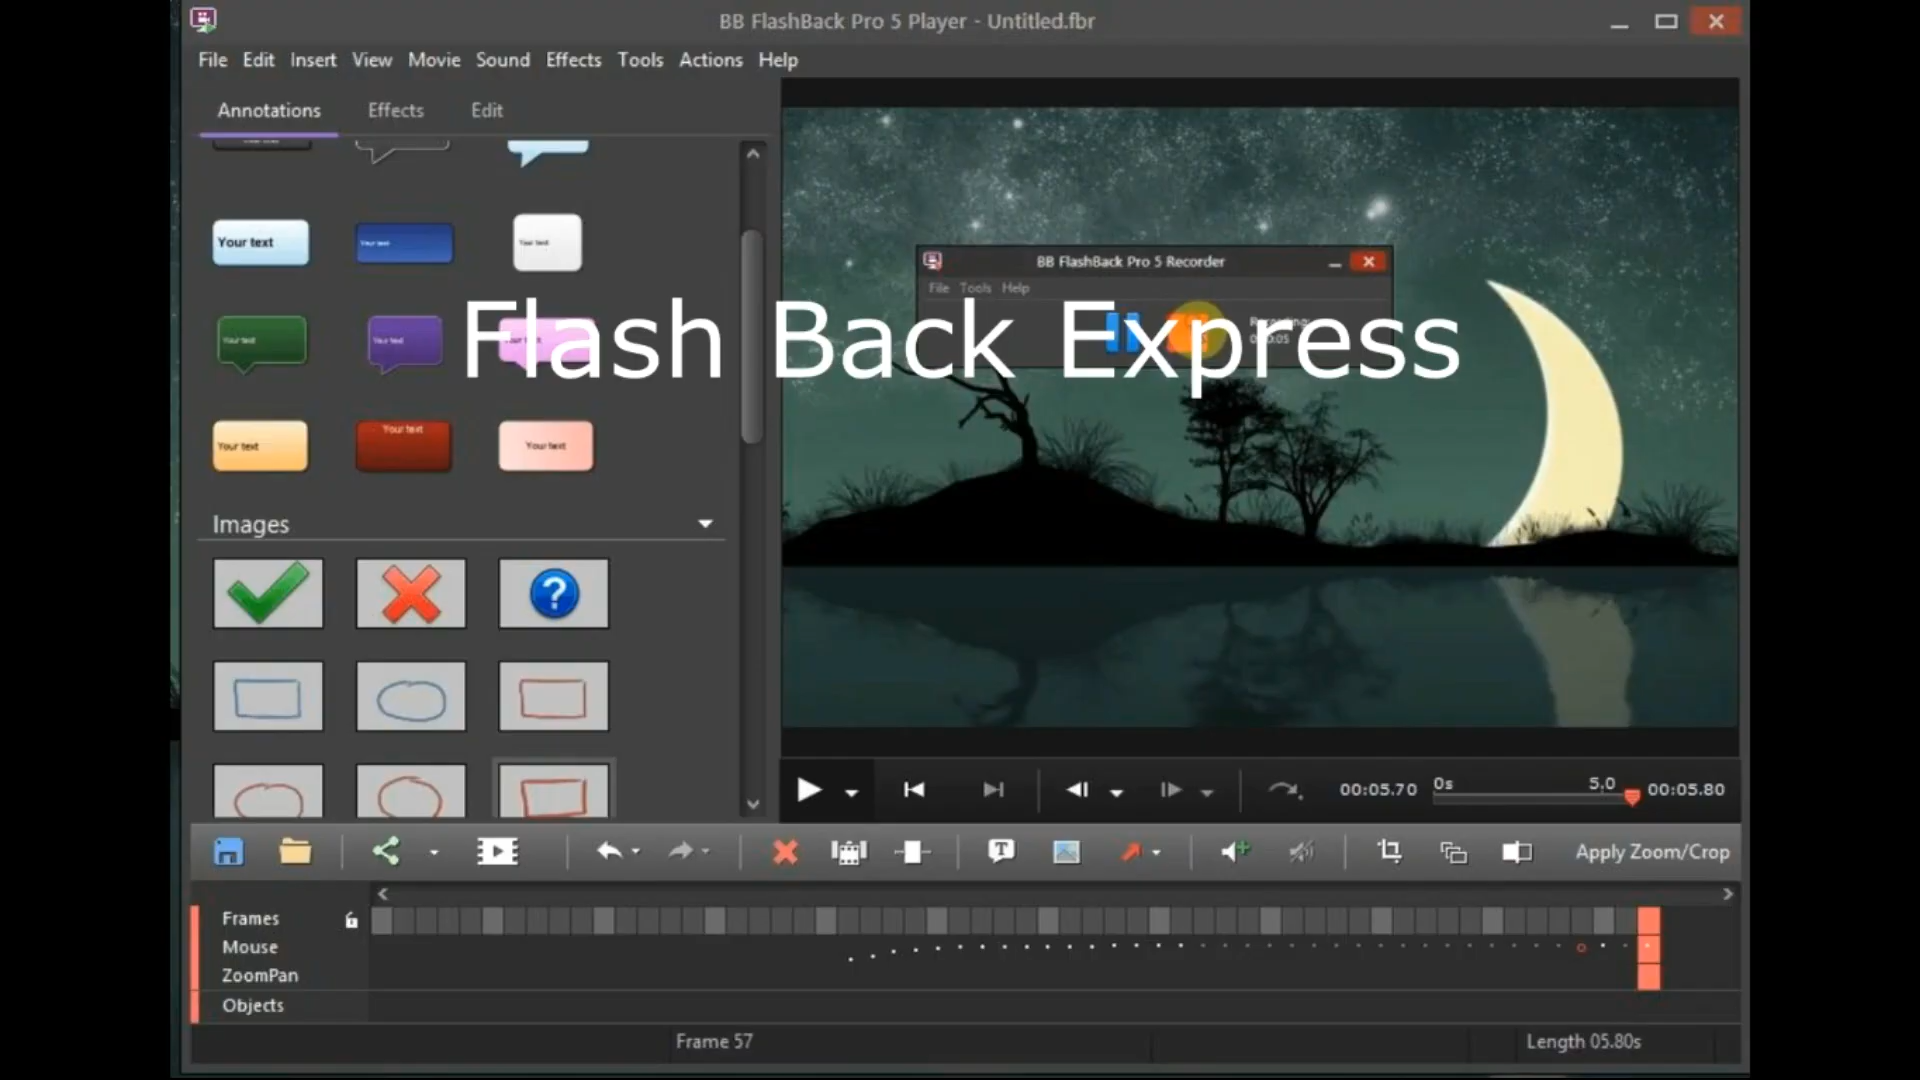 BB FlashBack Pro 5 Player - Untitled.fbr
File Edit Insert View Movie Sound Effects Tools Actions Help
Annotations Effects Edit
Your text Your text Your text
BB FlashBack Pro 5 Recorder
File Tools Help
Flash Back Express
Your text Your text
Your text Your text Your text
Images
00:05.70 0s 5,0 00:05.80
Apply Zoom/Crop
Frames
Mouse
ZoomPan
Objects
Frame 57 Length 05.80s